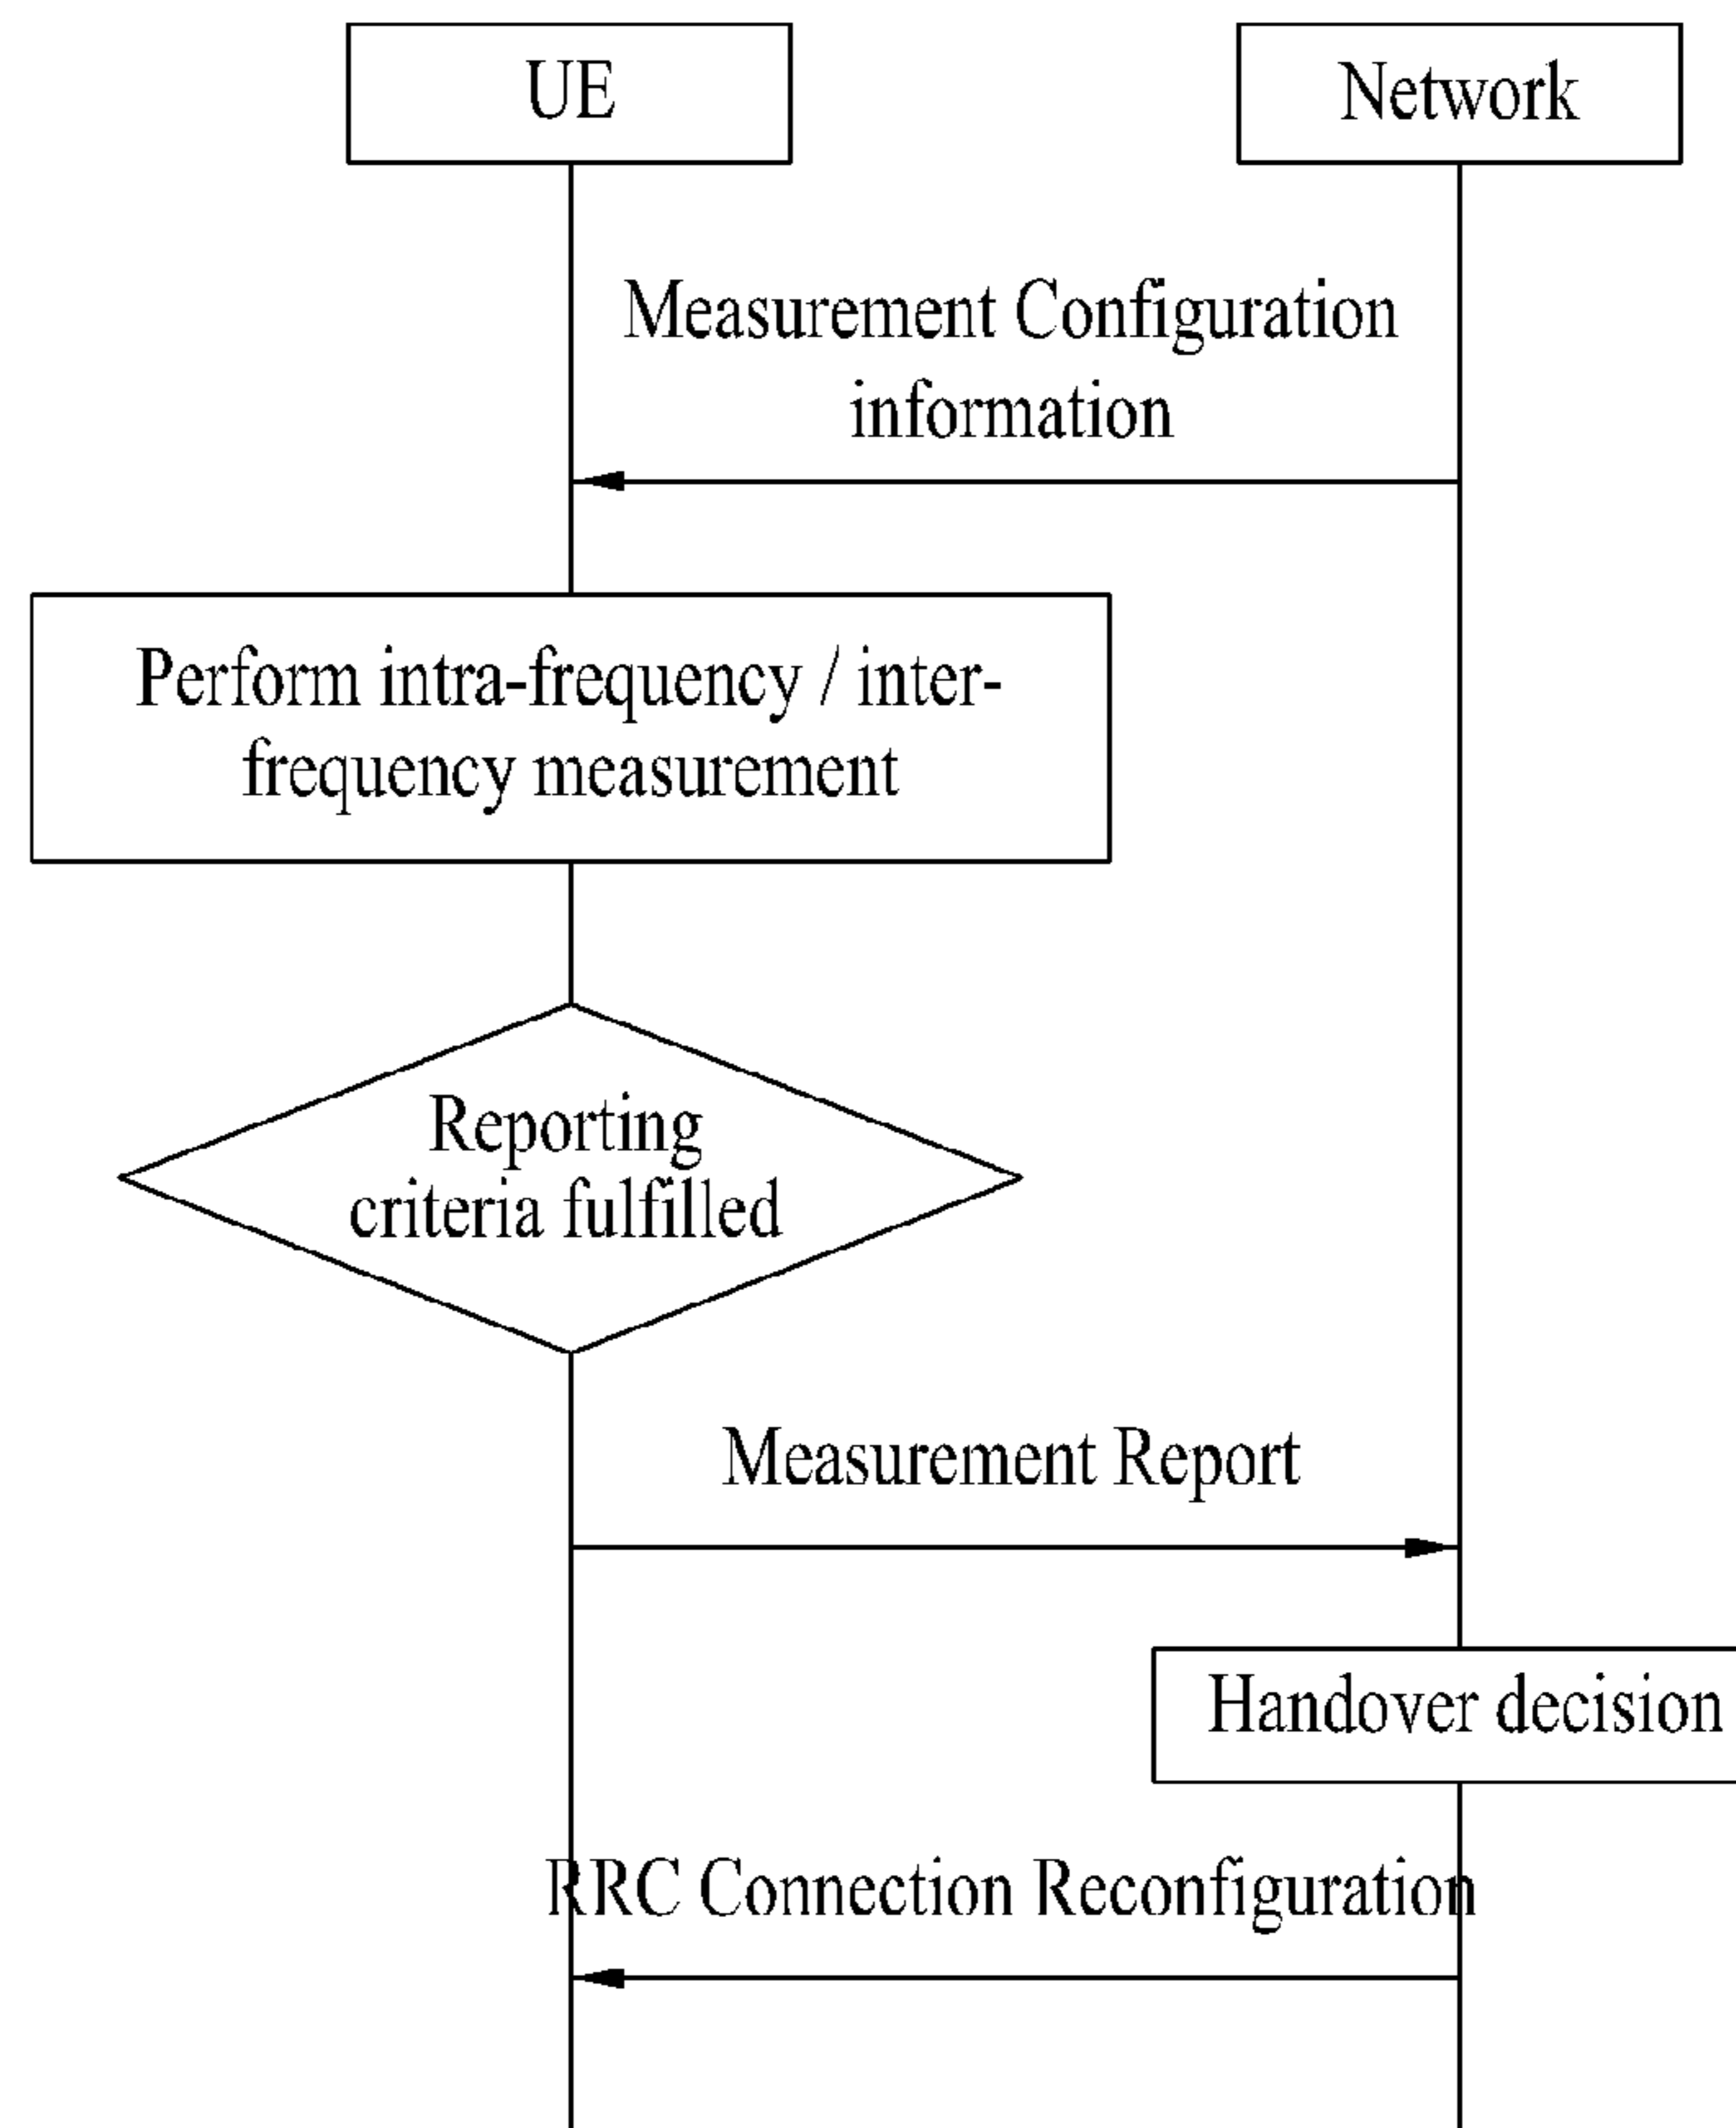 UE
Network
Measurement Configuration
information
Perform intra-frequency / inter-
frequency measurement
Reporting
criteria fulfilled
Measurement Report
Handover decision
RRC Connection Reconfiguration